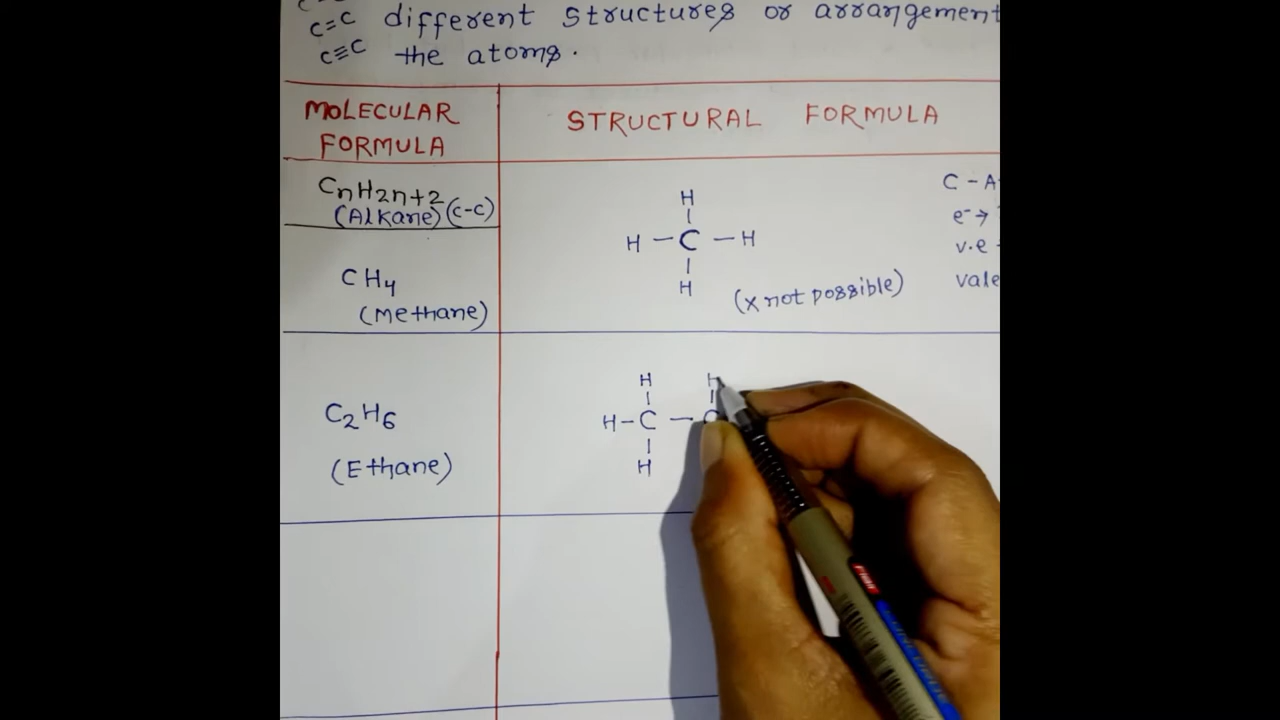 C=C different structures or arrangement
C≡C the atoms.
MOLECULAR FORMULA
STRUCTURAL FORMULA
CnH2n+2
(Alkane) (C-C)
H
|
H – C – H
|
H
(x not possible)
C - A
e⁻ →
v.e -
vale
CH4
(Methane)
C2H6
(Ethane)
H H
| |
H – C – C
|
H